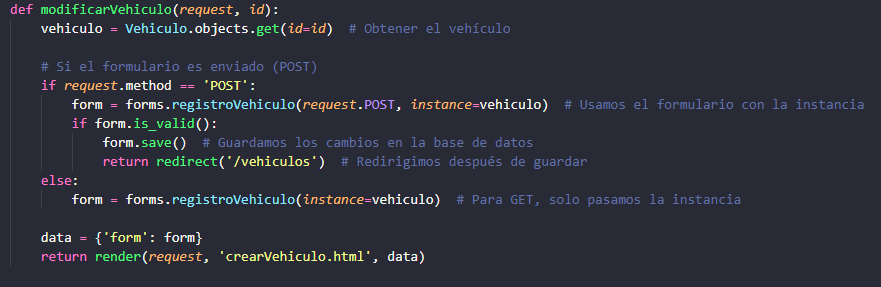 def modificarVehiculo(request, id):
    vehiculo = Vehiculo.objects.get(id=id)  # Obtener el vehículo
    # Si el formulario es enviado (POST)
    if request.method == 'POST':
        form = forms.registroVehiculo(request.POST, instance=vehiculo)  # Usamos el formulario con la instancia
        if form.is_valid():
            form.save()  # Guardamos los cambios en la base de datos
            return redirect('/vehiculos')  # Redirigimos después de guardar
    else:
        form = forms.registroVehiculo(instance=vehiculo)  # Para GET, solo pasamos la instancia
    data = {'form': form}
    return render(request, 'crearVehiculo.html', data)